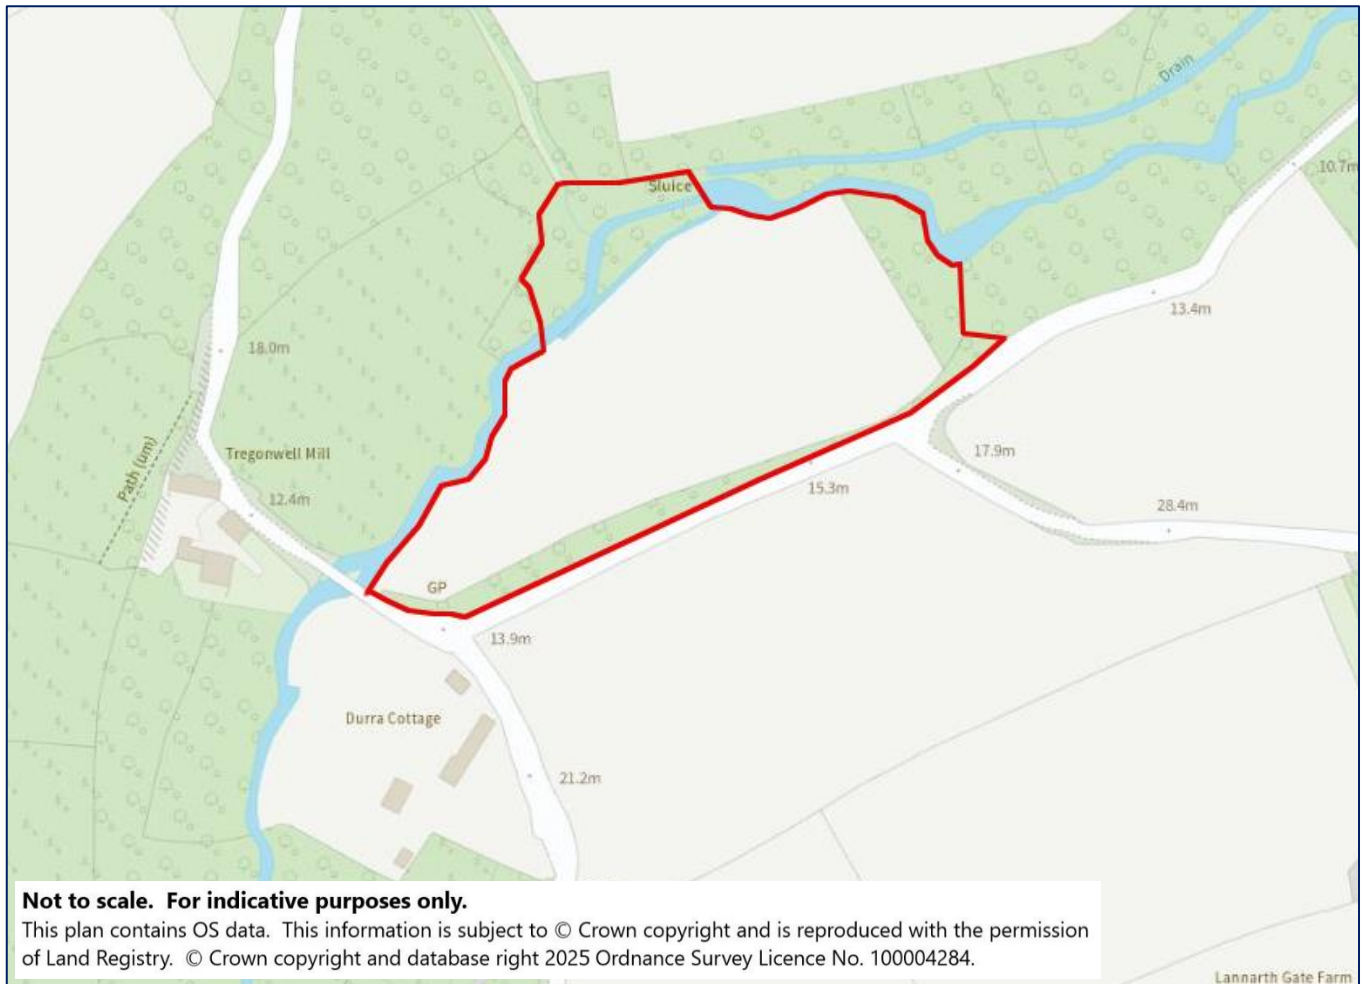 Drain
10.7m
Sluice
13.4m
18.0m
Path (um)
Tregonwell Mill
17.9m
12.4m
15.3m
28.4m
GP
13.9m
Durra Cottage
21.2m
Not to scale. For indicative purposes only.
This plan contains OS data. This information is subject to © Crown copyright and is reproduced with the permission
of Land Registry. © Crown copyright and database right 2025 Ordnance Survey Licence No. 100004284.
Lannarth Gate Farm